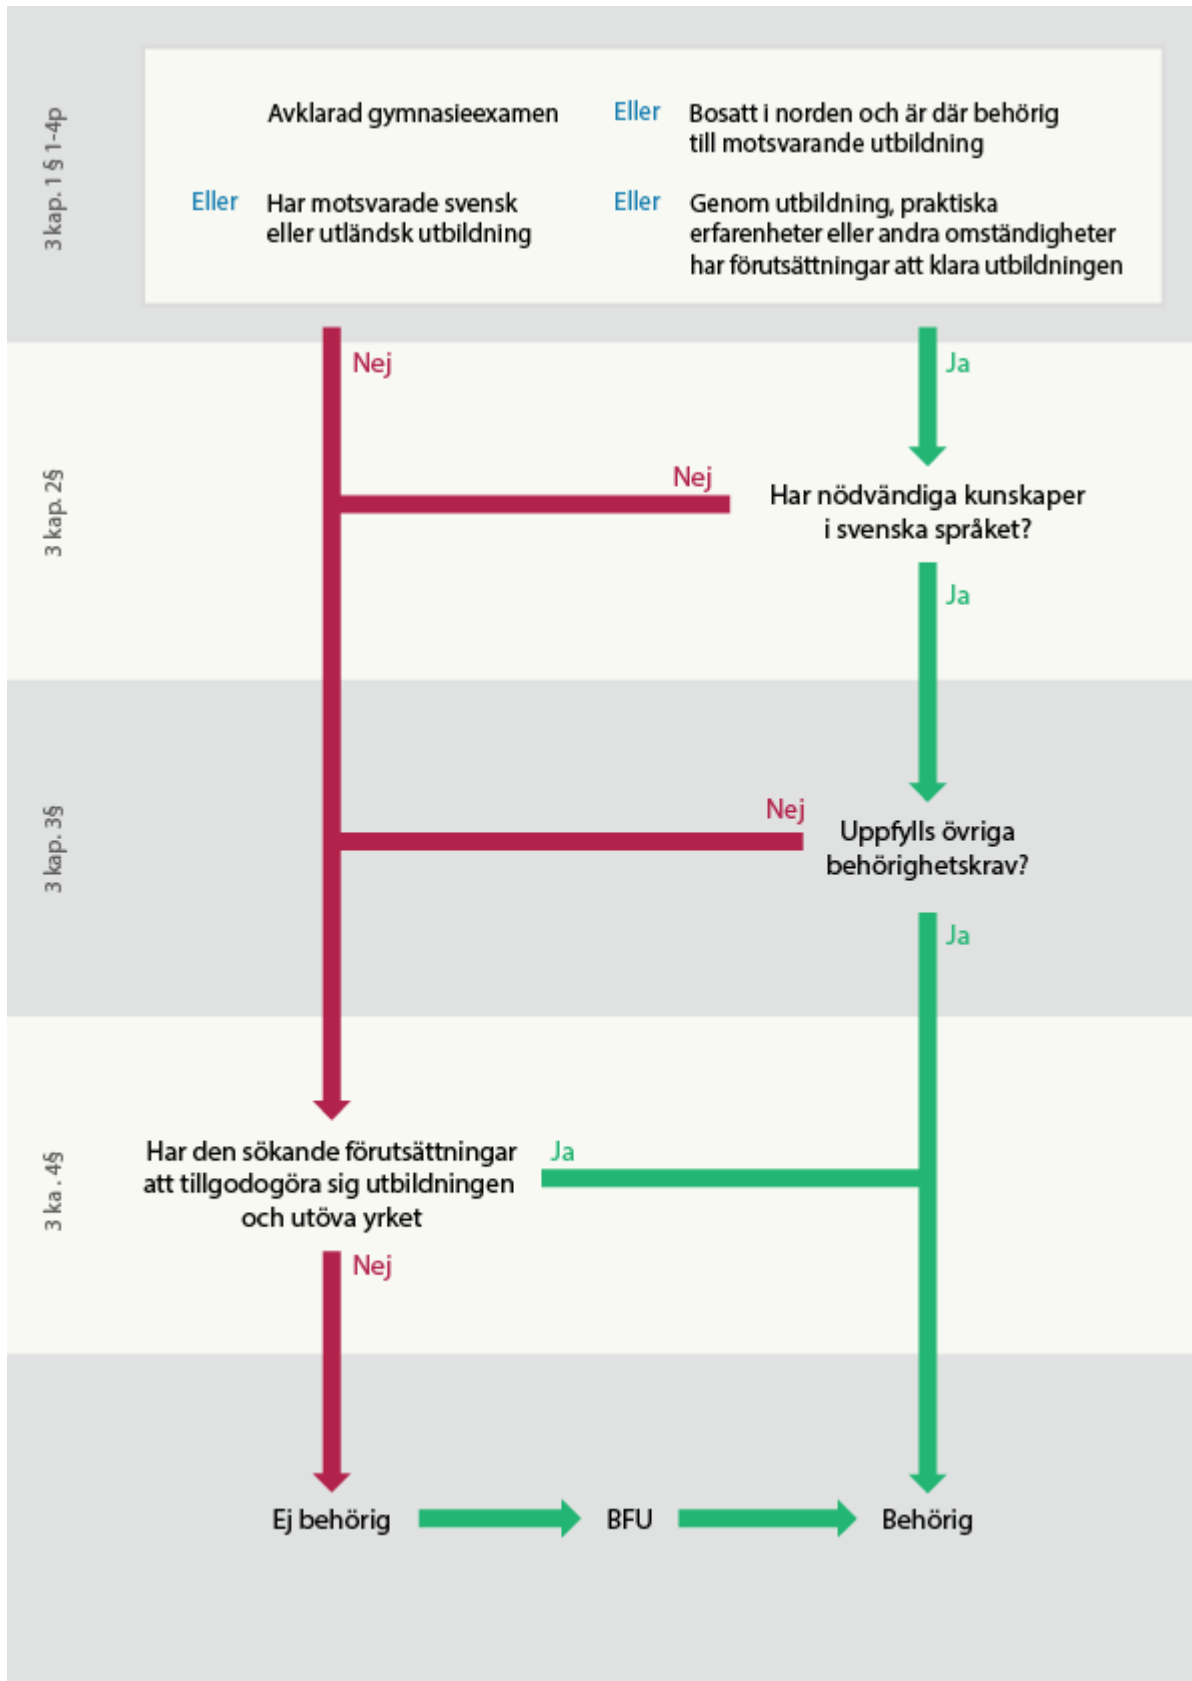 3 kap. 1 § 1-4p
Avklarad gymnasieexamen
Eller Bosatt i norden och är där behörig
till motsvarande utbildning
Eller Har motsvarade svensk
eller utländsk utbildning
Eller Genom utbildning, praktiska
erfarenheter eller andra omständigheter
har förutsättningar att klara utbildningen
Nej
Ja
3 kap. 2§
Nej
Har nödvändiga kunskaper
i svenska språket?
Ja
3 kap. 3§
Nej
Uppfylls övriga
behörighetskrav?
Ja
3 ka . 4§
Har den sökande förutsättningar
att tillgodogöra sig utbildningen
och utöva yrket
Ja
Nej
Ej behörig
BFU
Behörig